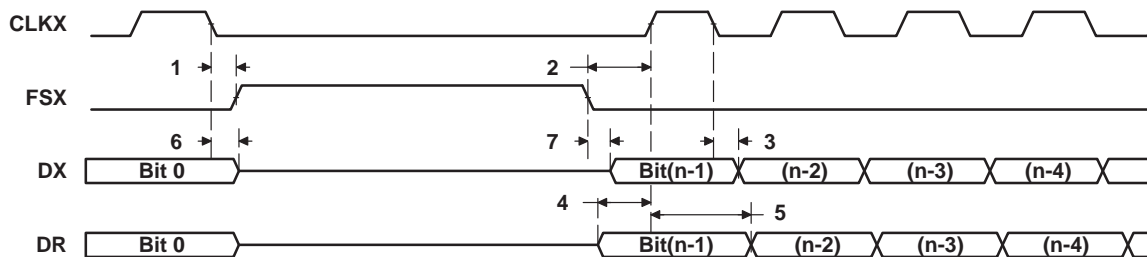 CLKX
1 2
FSX
6 7 3
DX Bit 0 Bit(n-1) (n-2) (n-3) (n-4)
4 5
DR Bit 0 Bit(n-1) (n-2) (n-3) (n-4)